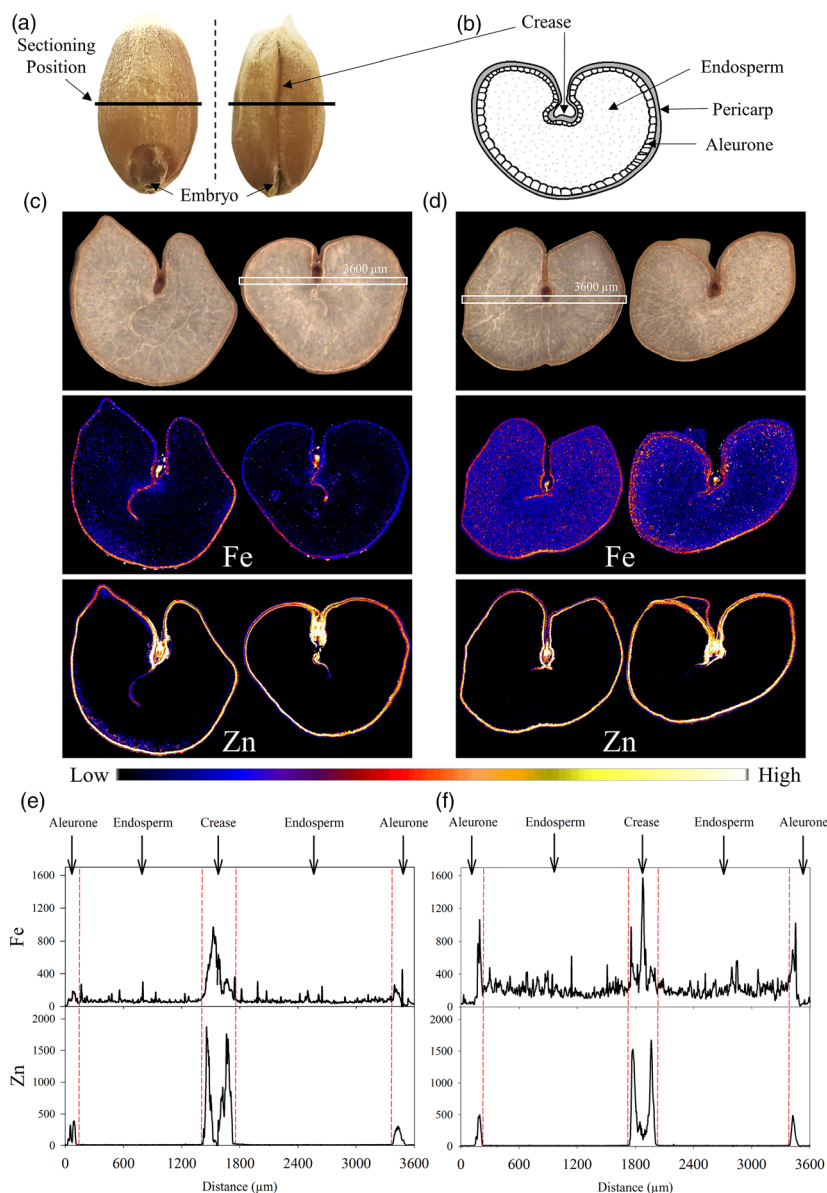 (a)
Sectioning
Position
Embryo
Crease
(b)
Endosperm
Pericarp
Aleurone
(c)
3600 µm
(d)
3600 µm
Fe
Fe
Zn
Zn
Low
High
(e)
Aleurone Endosperm Crease Endosperm Aleurone
Fe
1600
1200
800
400
0
Zn
2000
1500
1000
500
0
0 600 1200 1800 2400 3000 3600
Distance (µm)
(f)
Aleurone Endosperm Crease Endosperm Aleurone
1600
1200
800
400
0
2000
1500
1000
500
0
0 600 1200 1800 2400 3000 3600
Distance (µm)